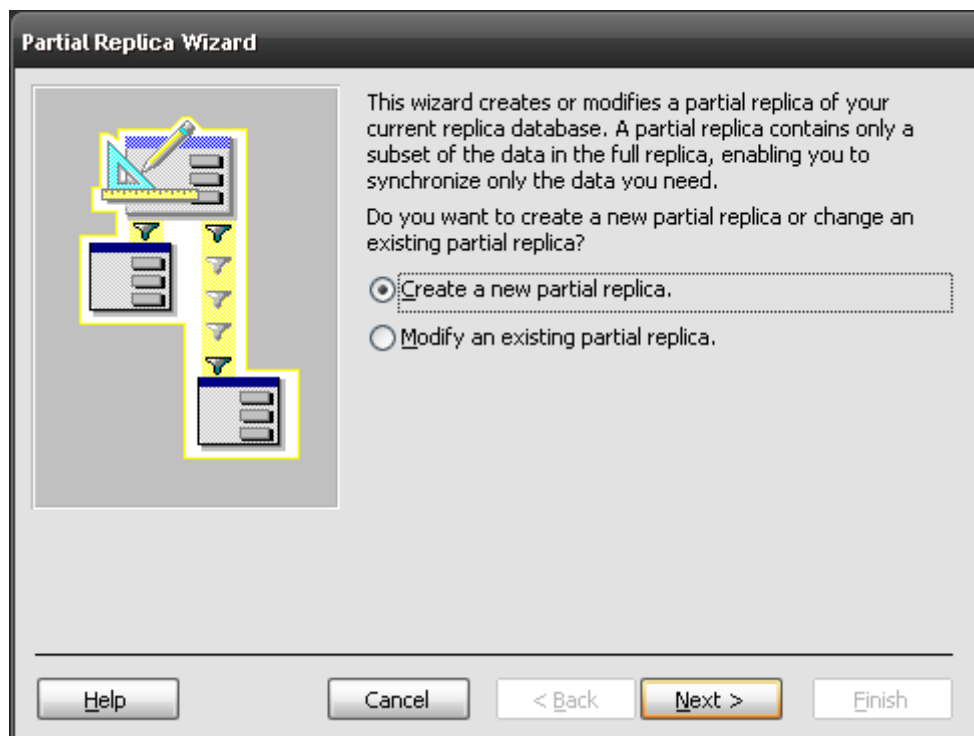 Partial Replica Wizard
This wizard creates or modifies a partial replica of your
current replica database. A partial replica contains only a
subset of the data in the full replica, enabling you to
synchronize only the data you need.
Do you want to create a new partial replica or change an
existing partial replica?
Create a new partial replica.
Modify an existing partial replica.
Help
Cancel
< Back
Next >
Finish